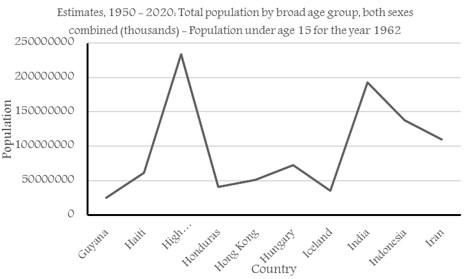 Estimates, 1950 - 2020: Total population by broad age group, both sexes
combined (thousands) - Population under age 15 for the year 1962
250000000
200000000
150000000
100000000
50000000
0
Population
Guyana
Haiti
High...
Honduras
Hong Kong
Hungary
Iceland
India
Indonesia
Iran
Country